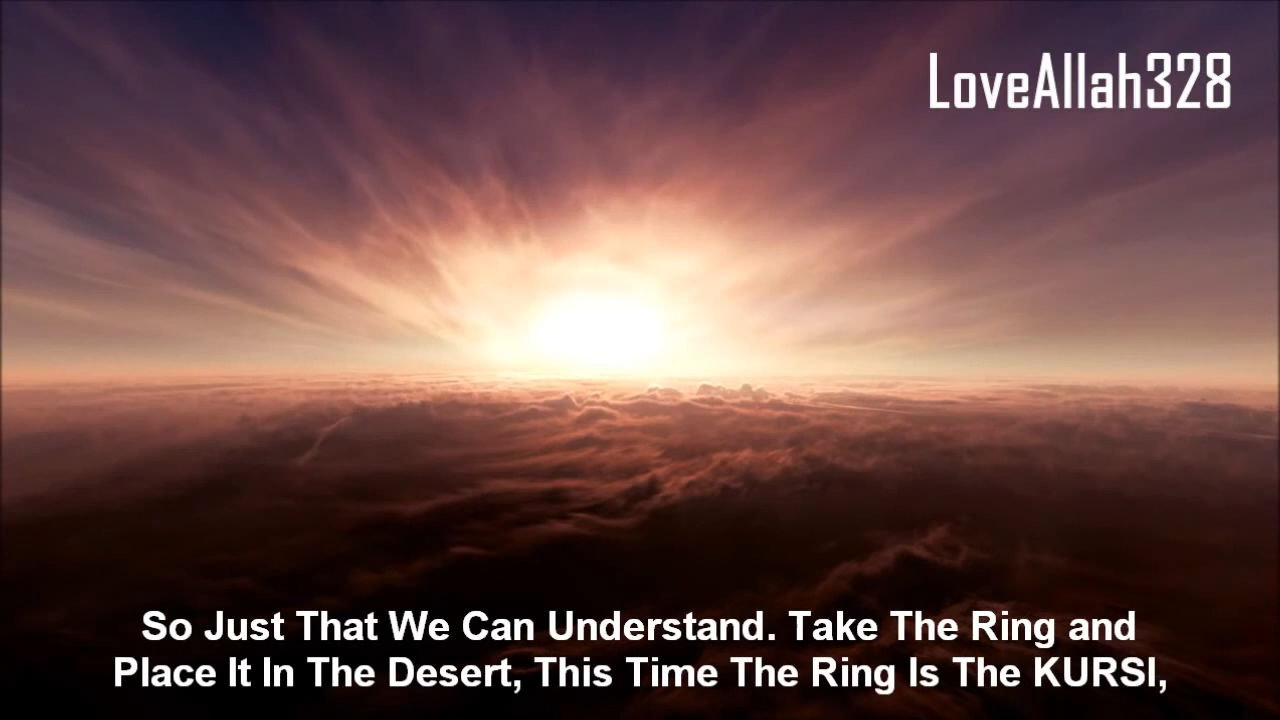 LoveAllah328
So Just That We Can Understand. Take The Ring and
Place It In The Desert, This Time The Ring Is The KURSI,